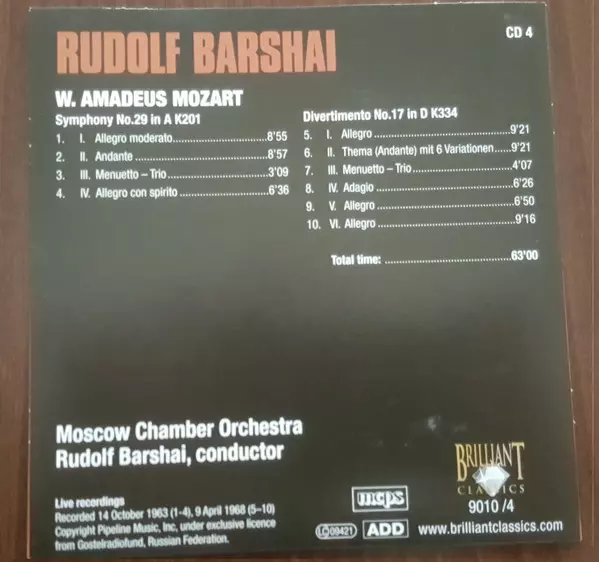 RUDOLF BARSHAI
CD 4
W. AMADEUS MOZART
Symphony No.29 in A K201
1. I. Allegro moderato..........................8'55
2. II. Andante ........................................8'57
3. III. Menuetto – Trio ............................3'09
4. IV. Allegro con spirito ........................6'36
Divertimento No.17 in D K334
5. I. Allegro ........................................9'21
6. II. Thema (Andante) mit 6 Variationen.....9'21
7. III. Menuetto – Trio ............................4'07
8. IV. Adagio ........................................6'26
9. V. Allegro ........................................6'50
10. VI. Allegro ........................................9'16
Total time: ........................................63'00
Moscow Chamber Orchestra
Rudolf Barshai, conductor
Live recordings
Recorded 14 October 1963 (1-4), 9 April 1968 (5-10)
Copyright Pipeline Music, Inc, under exclusive licence
from Gostelradiofund, Russian Federation.
mcps
LC 09421
ADD
BRILLIANT
CLASSICS
9010 /4
www.brilliantclassics.com